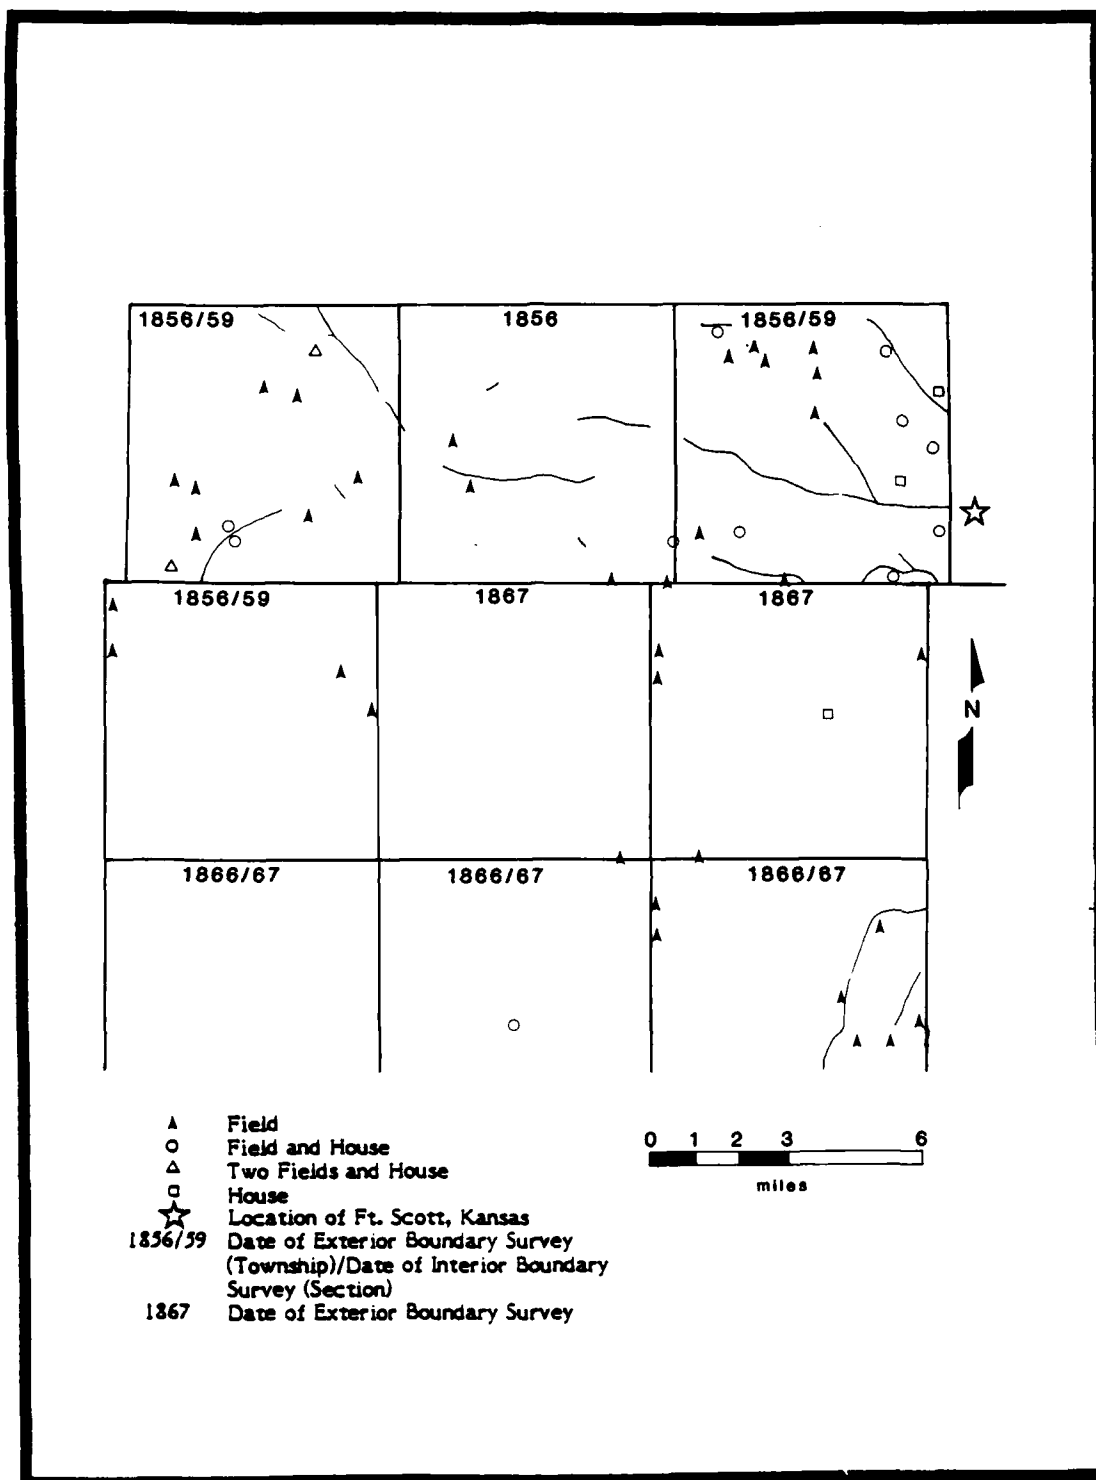 1856/59
1856
1856/59
1856/59
1867
1867
N
1866/67
1866/67
1866/67
Field
Field and House
Two Fields and House
House
Location of Ft. Scott, Kansas
1856/59 Date of Exterior Boundary Survey
(Township)/Date of Interior Boundary
Survey (Section)
1867 Date of Exterior Boundary Survey
0 1 2 3 6
miles